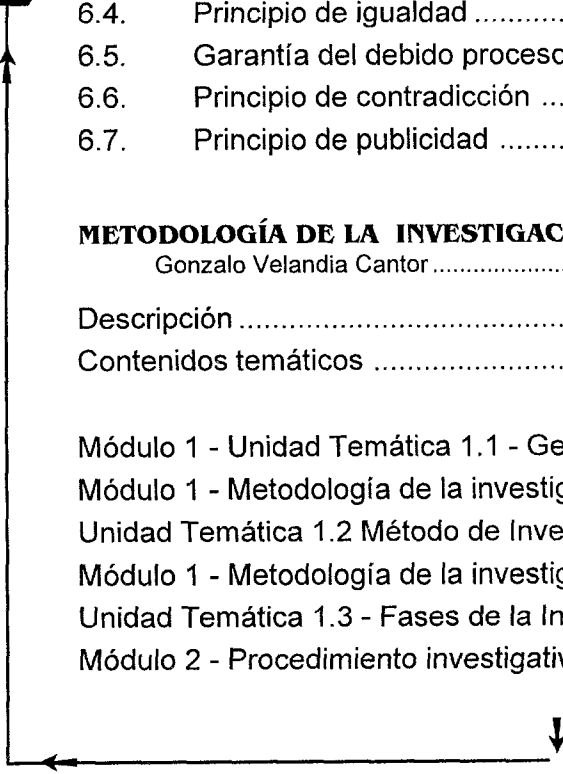 6.4. Principio de igualdad ............
6.5. Garantía del debido proceso
6.6. Principio de contradicción ...
6.7. Principio de publicidad .........
METODOLOGÍA DE LA INVESTIGAC
Gonzalo Velandia Cantor .....................
Descripción ................................................
Contenidos temáticos ............................
Módulo 1 - Unidad Temática 1.1 - Ge
Módulo 1 - Metodología de la investig
Unidad Temática 1.2 Método de Inve
Módulo 1 - Metodología de la investig
Unidad Temática 1.3 - Fases de la In
Módulo 2 - Procedimiento investigativ